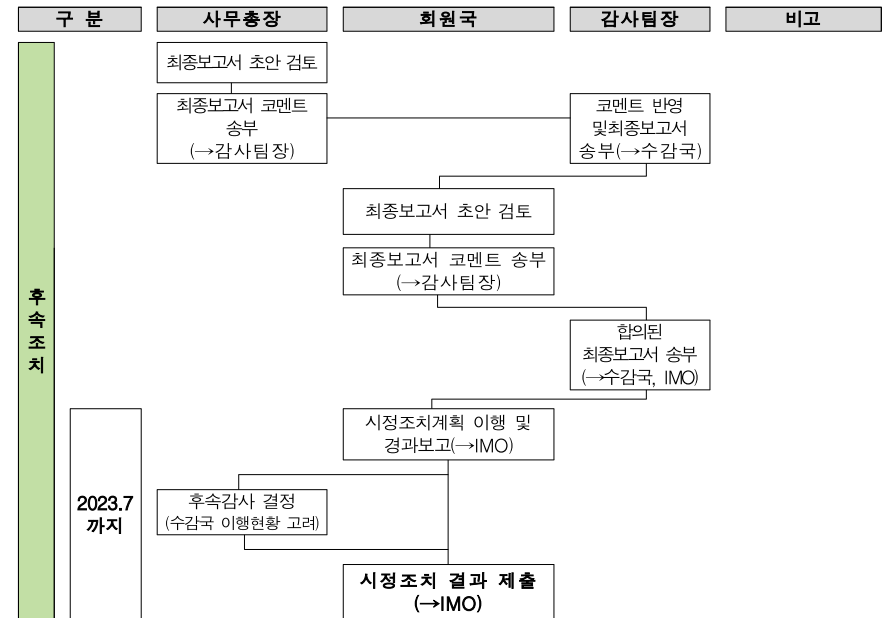 구 분
사무총장
회원국
감사팀장
비고
후속조치
최종보고서 초안 검토
최종보고서 코멘트
송부
(→감사팀장)
코멘트 반영
및최종보고서
송부(→수감국)
최종보고서 초안 검토
최종보고서 코멘트 송부
(→감사팀장)
합의된
최종보고서 송부
(→수감국, IMO)
2023.7
까지
시정조치계획 이행 및
경과보고(→IMO)
후속감사 결정
(수감국 이행현황 고려)
시정조치 결과 제출
(→IMO)